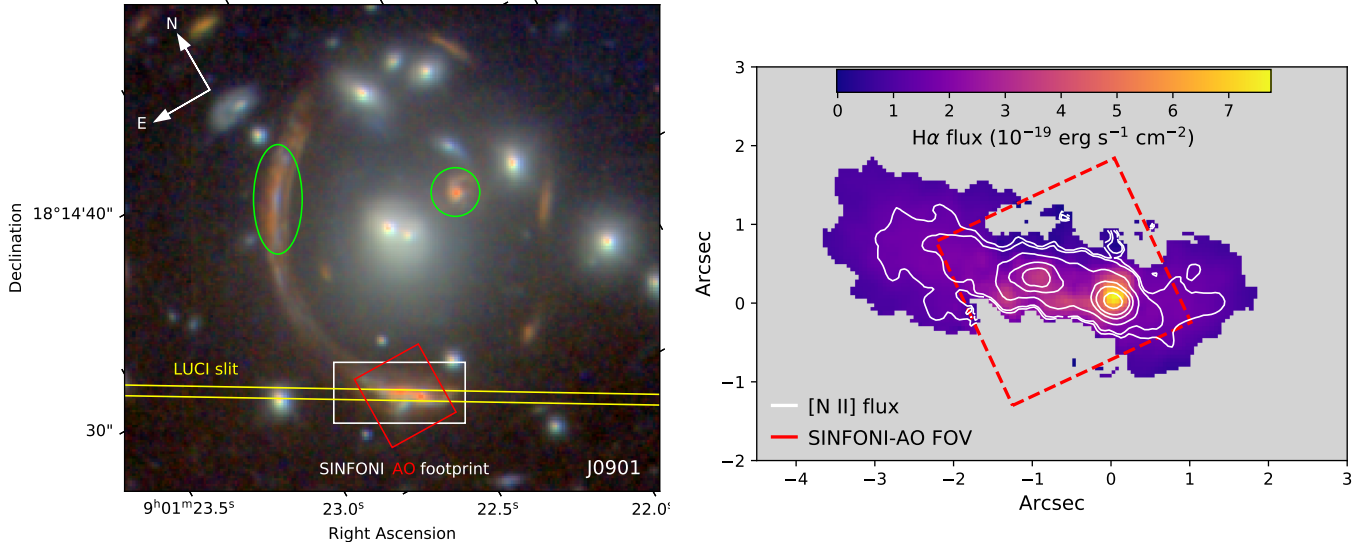 N
E
18°14'40"
30"
Declination
LUCI slit
SINFONI AO footprint
J0901
9ʰ01ᵐ23.5ˢ
23.0ˢ
22.5ˢ
22.0ˢ
Right Ascension
0 1 2 3 4 5 6 7
Hα flux (10⁻¹⁹ erg s⁻¹ cm⁻²)
3
2
1
0
−1
−2
Arcsec
[N II] flux
SINFONI-AO FOV
−4 −3 −2 −1 0 1 2 3
Arcsec